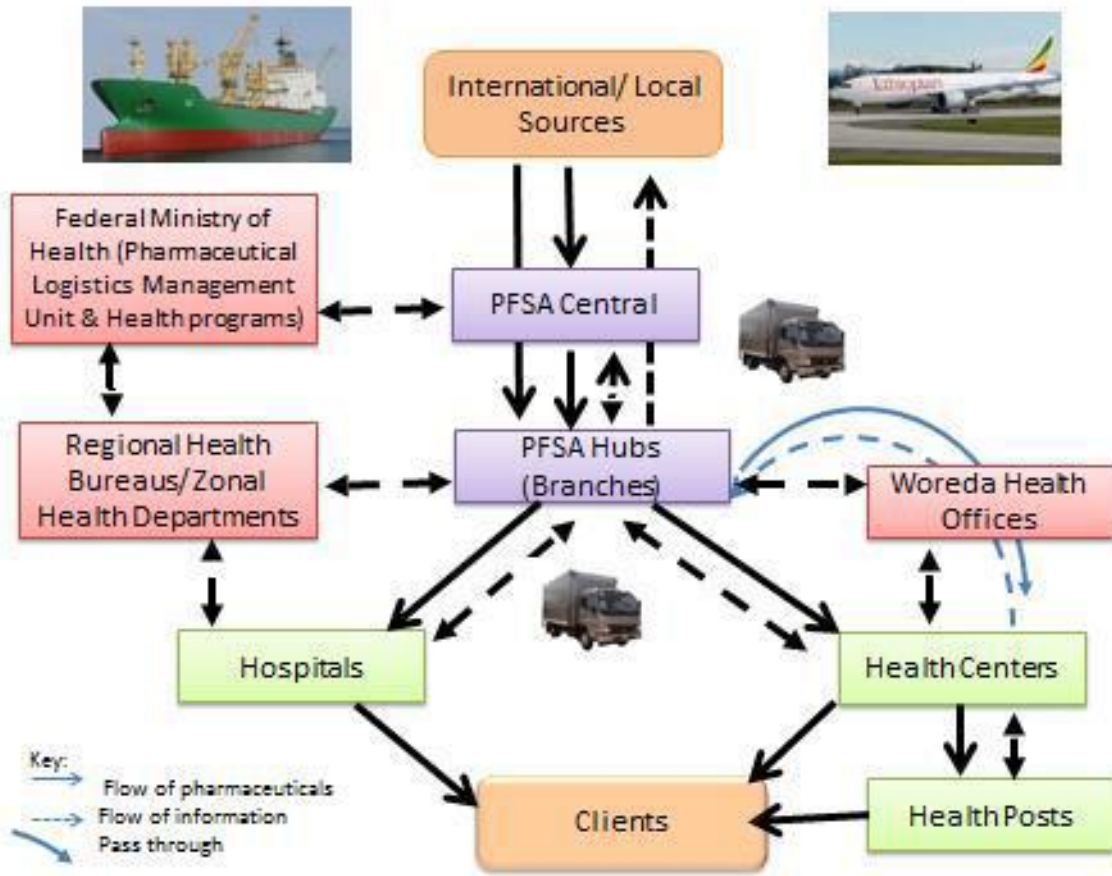 International/ Local
Sources
Ethiopian
Federal Ministry of
Health (Pharmaceutical
Logistics Management
Unit & Health programs)
PFSA Central
Regional Health
Bureaus/ Zonal
Health Departments
PFSA Hubs
(Branches)
Woreda Health
Offices
Hospitals
Health Centers
Key:
Flow of pharmaceuticals
Flow of information
Pass through
Clients
Health Posts